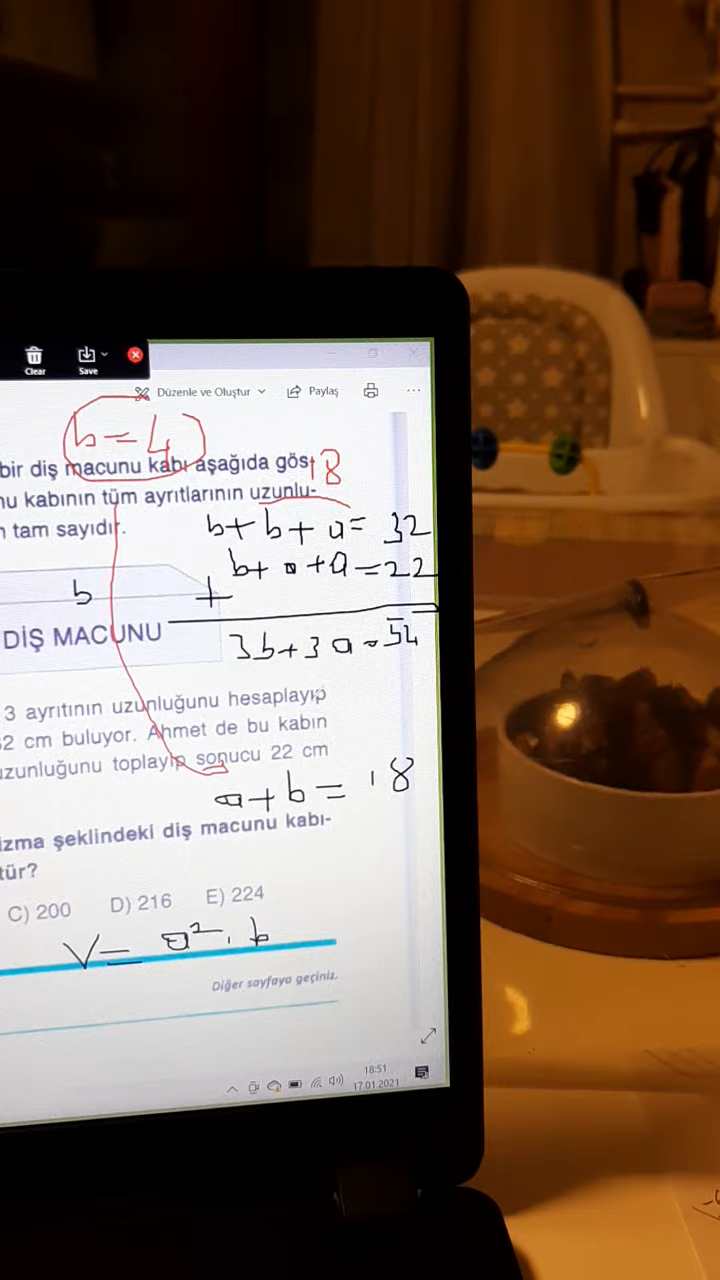 Clear Save
Düzenle ve Oluştur Paylaş
b = 4
bir diş macunu kabı aşağıda göst
8
nu kabının tüm ayrıtlarının uzunlu-
n tam sayıdır.
b + b + a = 32
b + a + a = 22
b
+
DİŞ MACUNU
3b + 3a = 54
3 ayrıtının uzunluğunu hesaplayıp
32 cm buluyor. Ahmet de bu kabın
uzunluğunu toplayıp sonucu 22 cm
a + b = 18
izma şeklindeki diş macunu kabı-
tür?
C) 200 D) 216 E) 224
V = a². b
Diğer sayfaya geçiniz.
18:51
17.01.2021